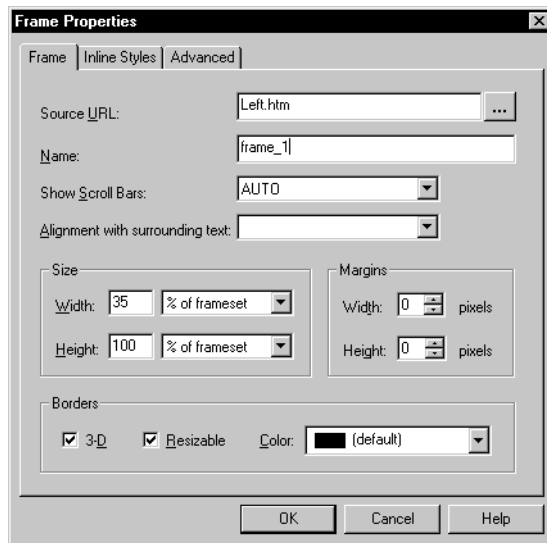 Frame Properties
Frame Inline Styles Advanced
Source URL: Left.htm ...
Name: frame_1
Show Scroll Bars: AUTO
Alignment with surrounding text:
Size
Width: 35 % of frameset
Height: 100 % of frameset
Margins
Width: 0 pixels
Height: 0 pixels
Borders
3-D Resizable Color: (default)
OK Cancel Help